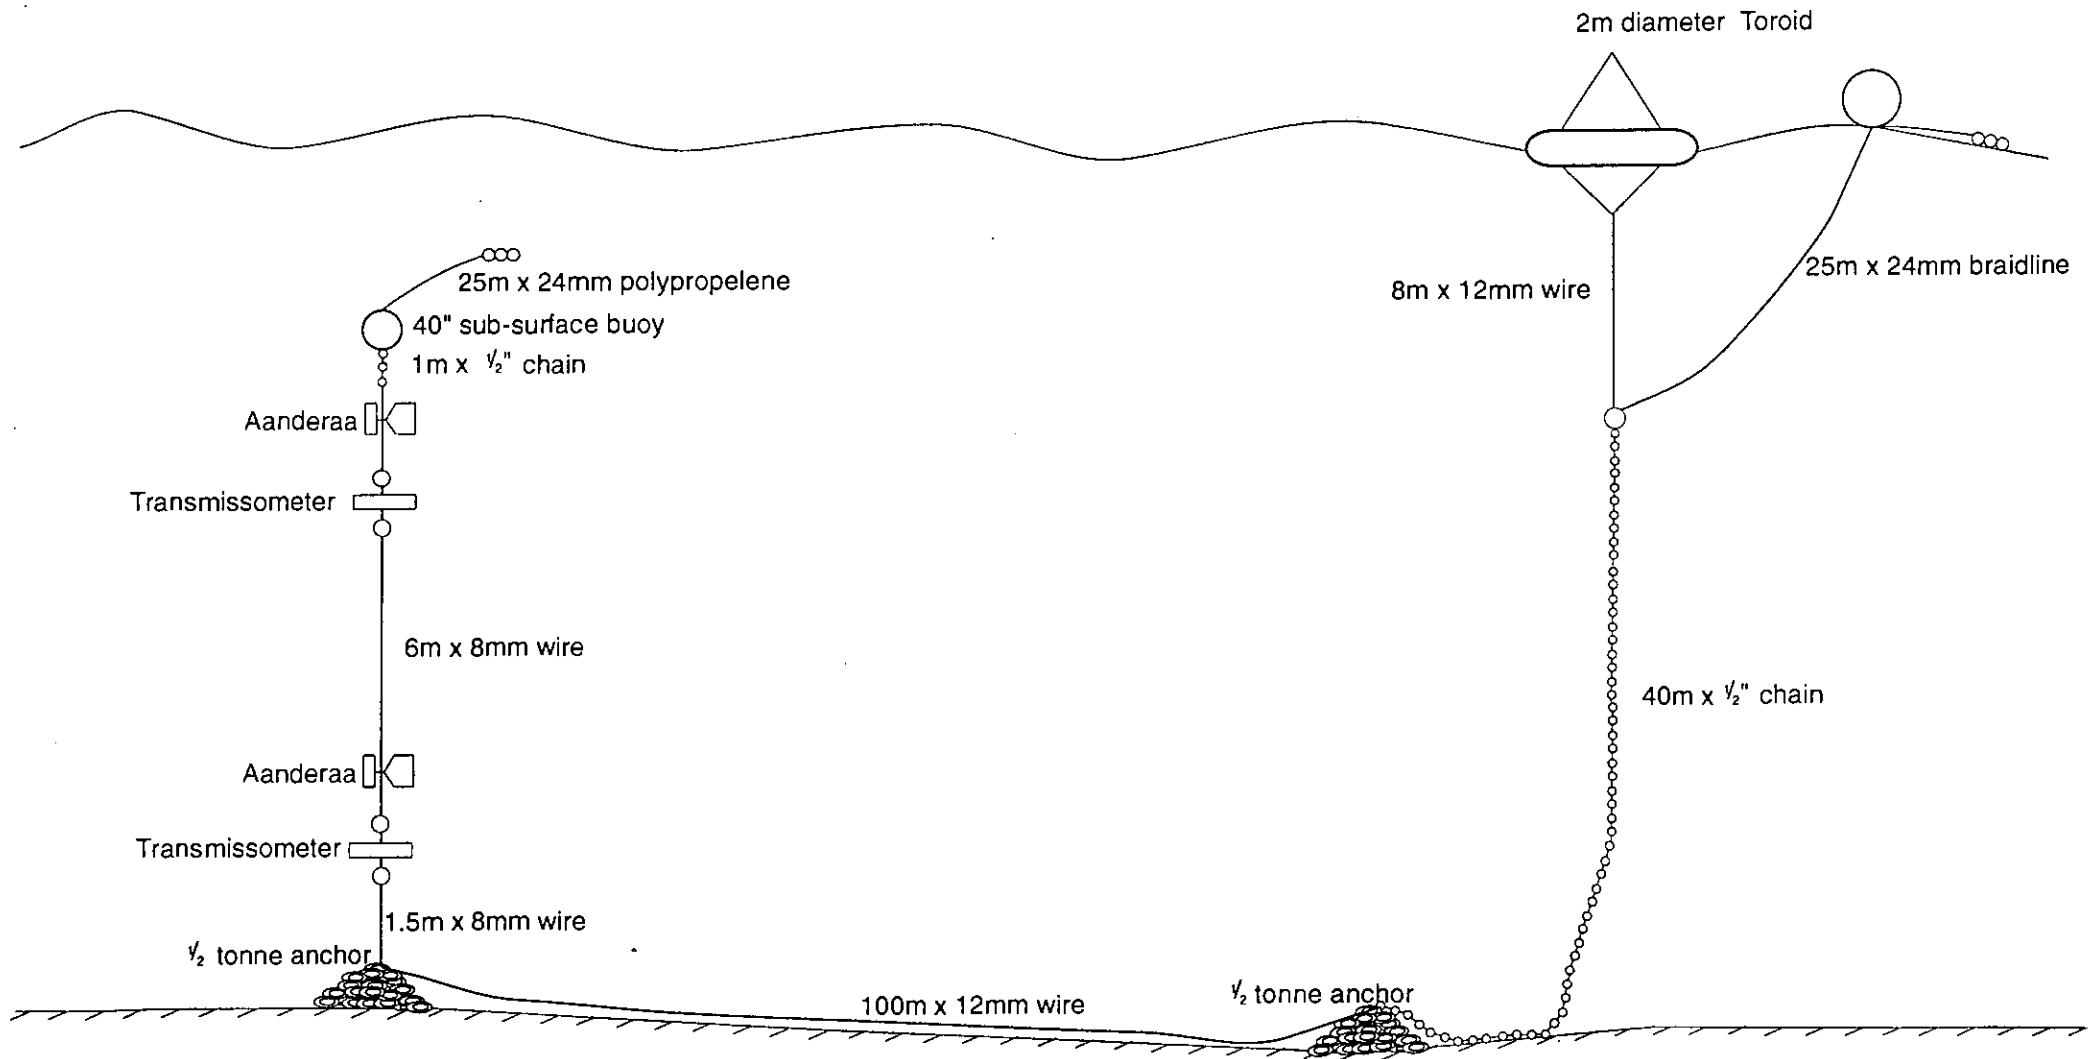 2m diameter Toroid
25m x 24mm braidline
25m x 24mm polypropelene
8m x 12mm wire
40" sub-surface buoy
1m x 1/2" chain
Aanderaa
Transmissometer
6m x 8mm wire
40m x 1/2" chain
Aanderaa
Transmissometer
1.5m x 8mm wire
1/2 tonne anchor
1/2 tonne anchor
100m x 12mm wire